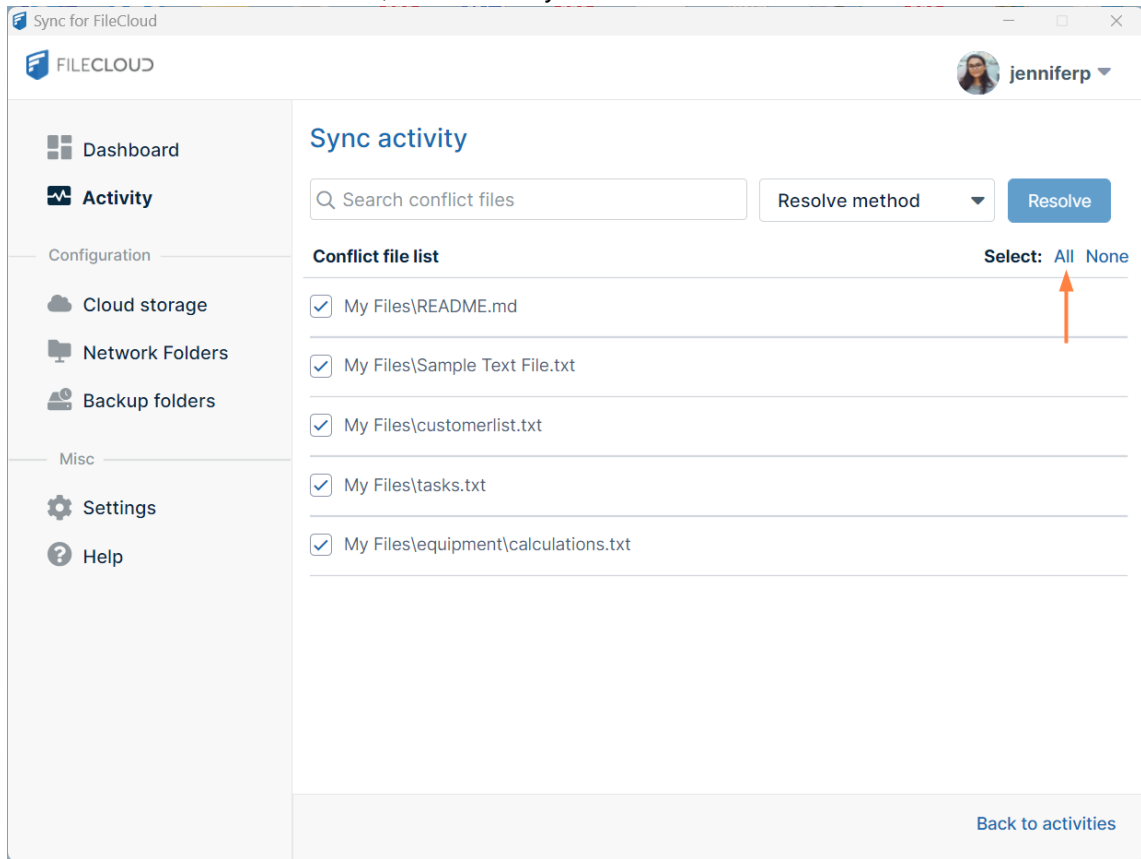 Sync for FileCloud
FILECLOUD
jenniferp
Dashboard
Activity
Configuration
Cloud storage
Network Folders
Backup folders
Misc
Settings
Help
Sync activity
Search conflict files
Resolve method
Resolve
Conflict file list
Select: All None
My Files\README.md
My Files\Sample Text File.txt
My Files\customerlist.txt
My Files\tasks.txt
My Files\equipment\calculations.txt
Back to activities